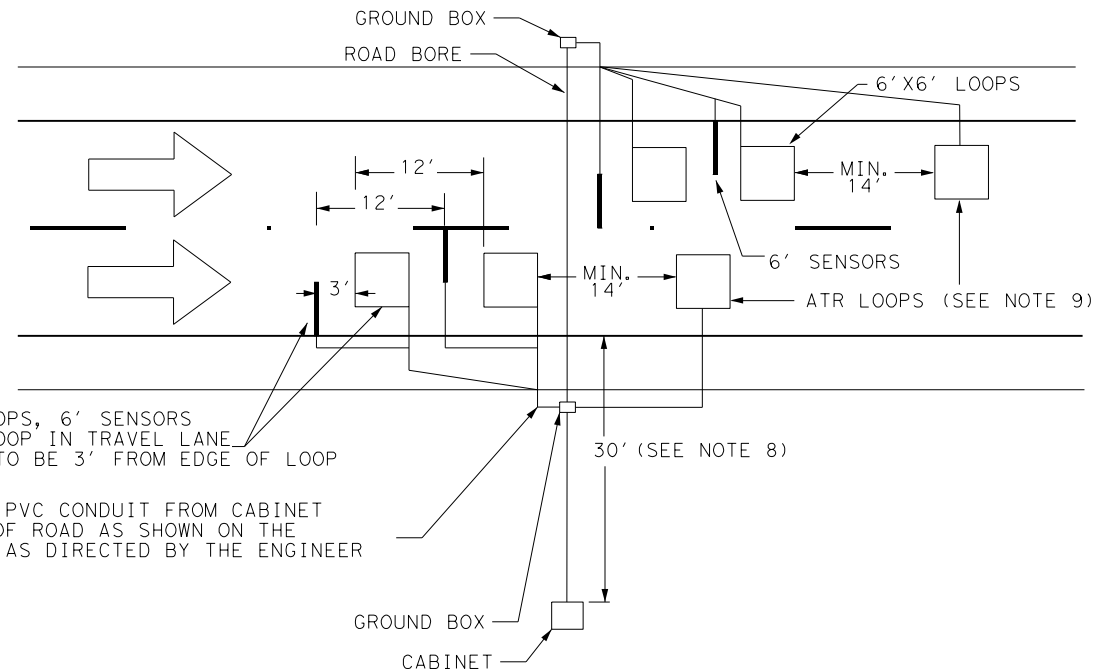 GROUND BOX
ROAD BORE
6'X6' LOOPS
12'
MIN.
14'
12'
6' SENSORS
MIN.
14'
3'
ATR LOOPS (SEE NOTE 9)
OPS, 6' SENSORS
OOP IN TRAVEL LANE
TO BE 3' FROM EDGE OF LOOP
30' (SEE NOTE 8)
PVC CONDUIT FROM CABINET
OF ROAD AS SHOWN ON THE
AS DIRECTED BY THE ENGINEER
GROUND BOX
CABINET